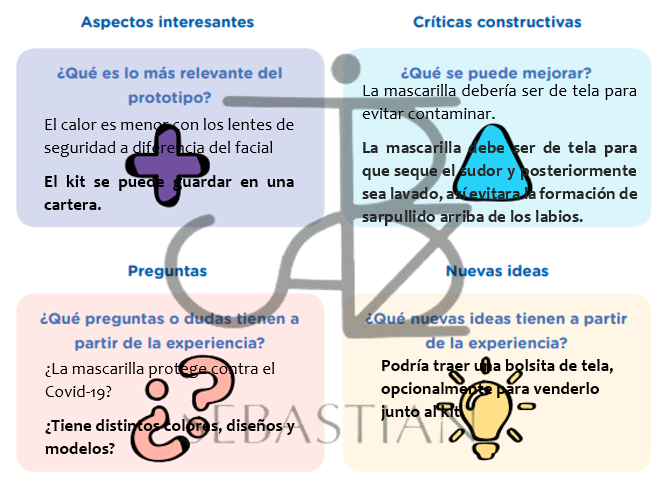 Aspectos interesantes
¿Qué es lo más relevante del
prototipo?
El calor es menor con los lentes de
seguridad a diferencia del facial
El kit se puede guardar en una
cartera.
Críticas constructivas
¿Qué se puede mejorar?
La mascarilla debería ser de tela para
evitar contaminar.
La mascarilla debe ser de tela para
que seque el sudor y posteriormente
sea lavado, así evitara la formación de
sarpullido arriba de los labios.
Preguntas
¿Qué preguntas o dudas tienen a
partir de la experiencia?
¿La mascarilla protege contra el
Covid-19?
¿Tiene distintos colores, diseños y
modelos?
Nuevas ideas
¿Qué nuevas ideas tienen a partir
de la experiencia?
Podría traer una bolsita de tela,
opcionalmente para venderlo
junto al kit
SEBASTIAN